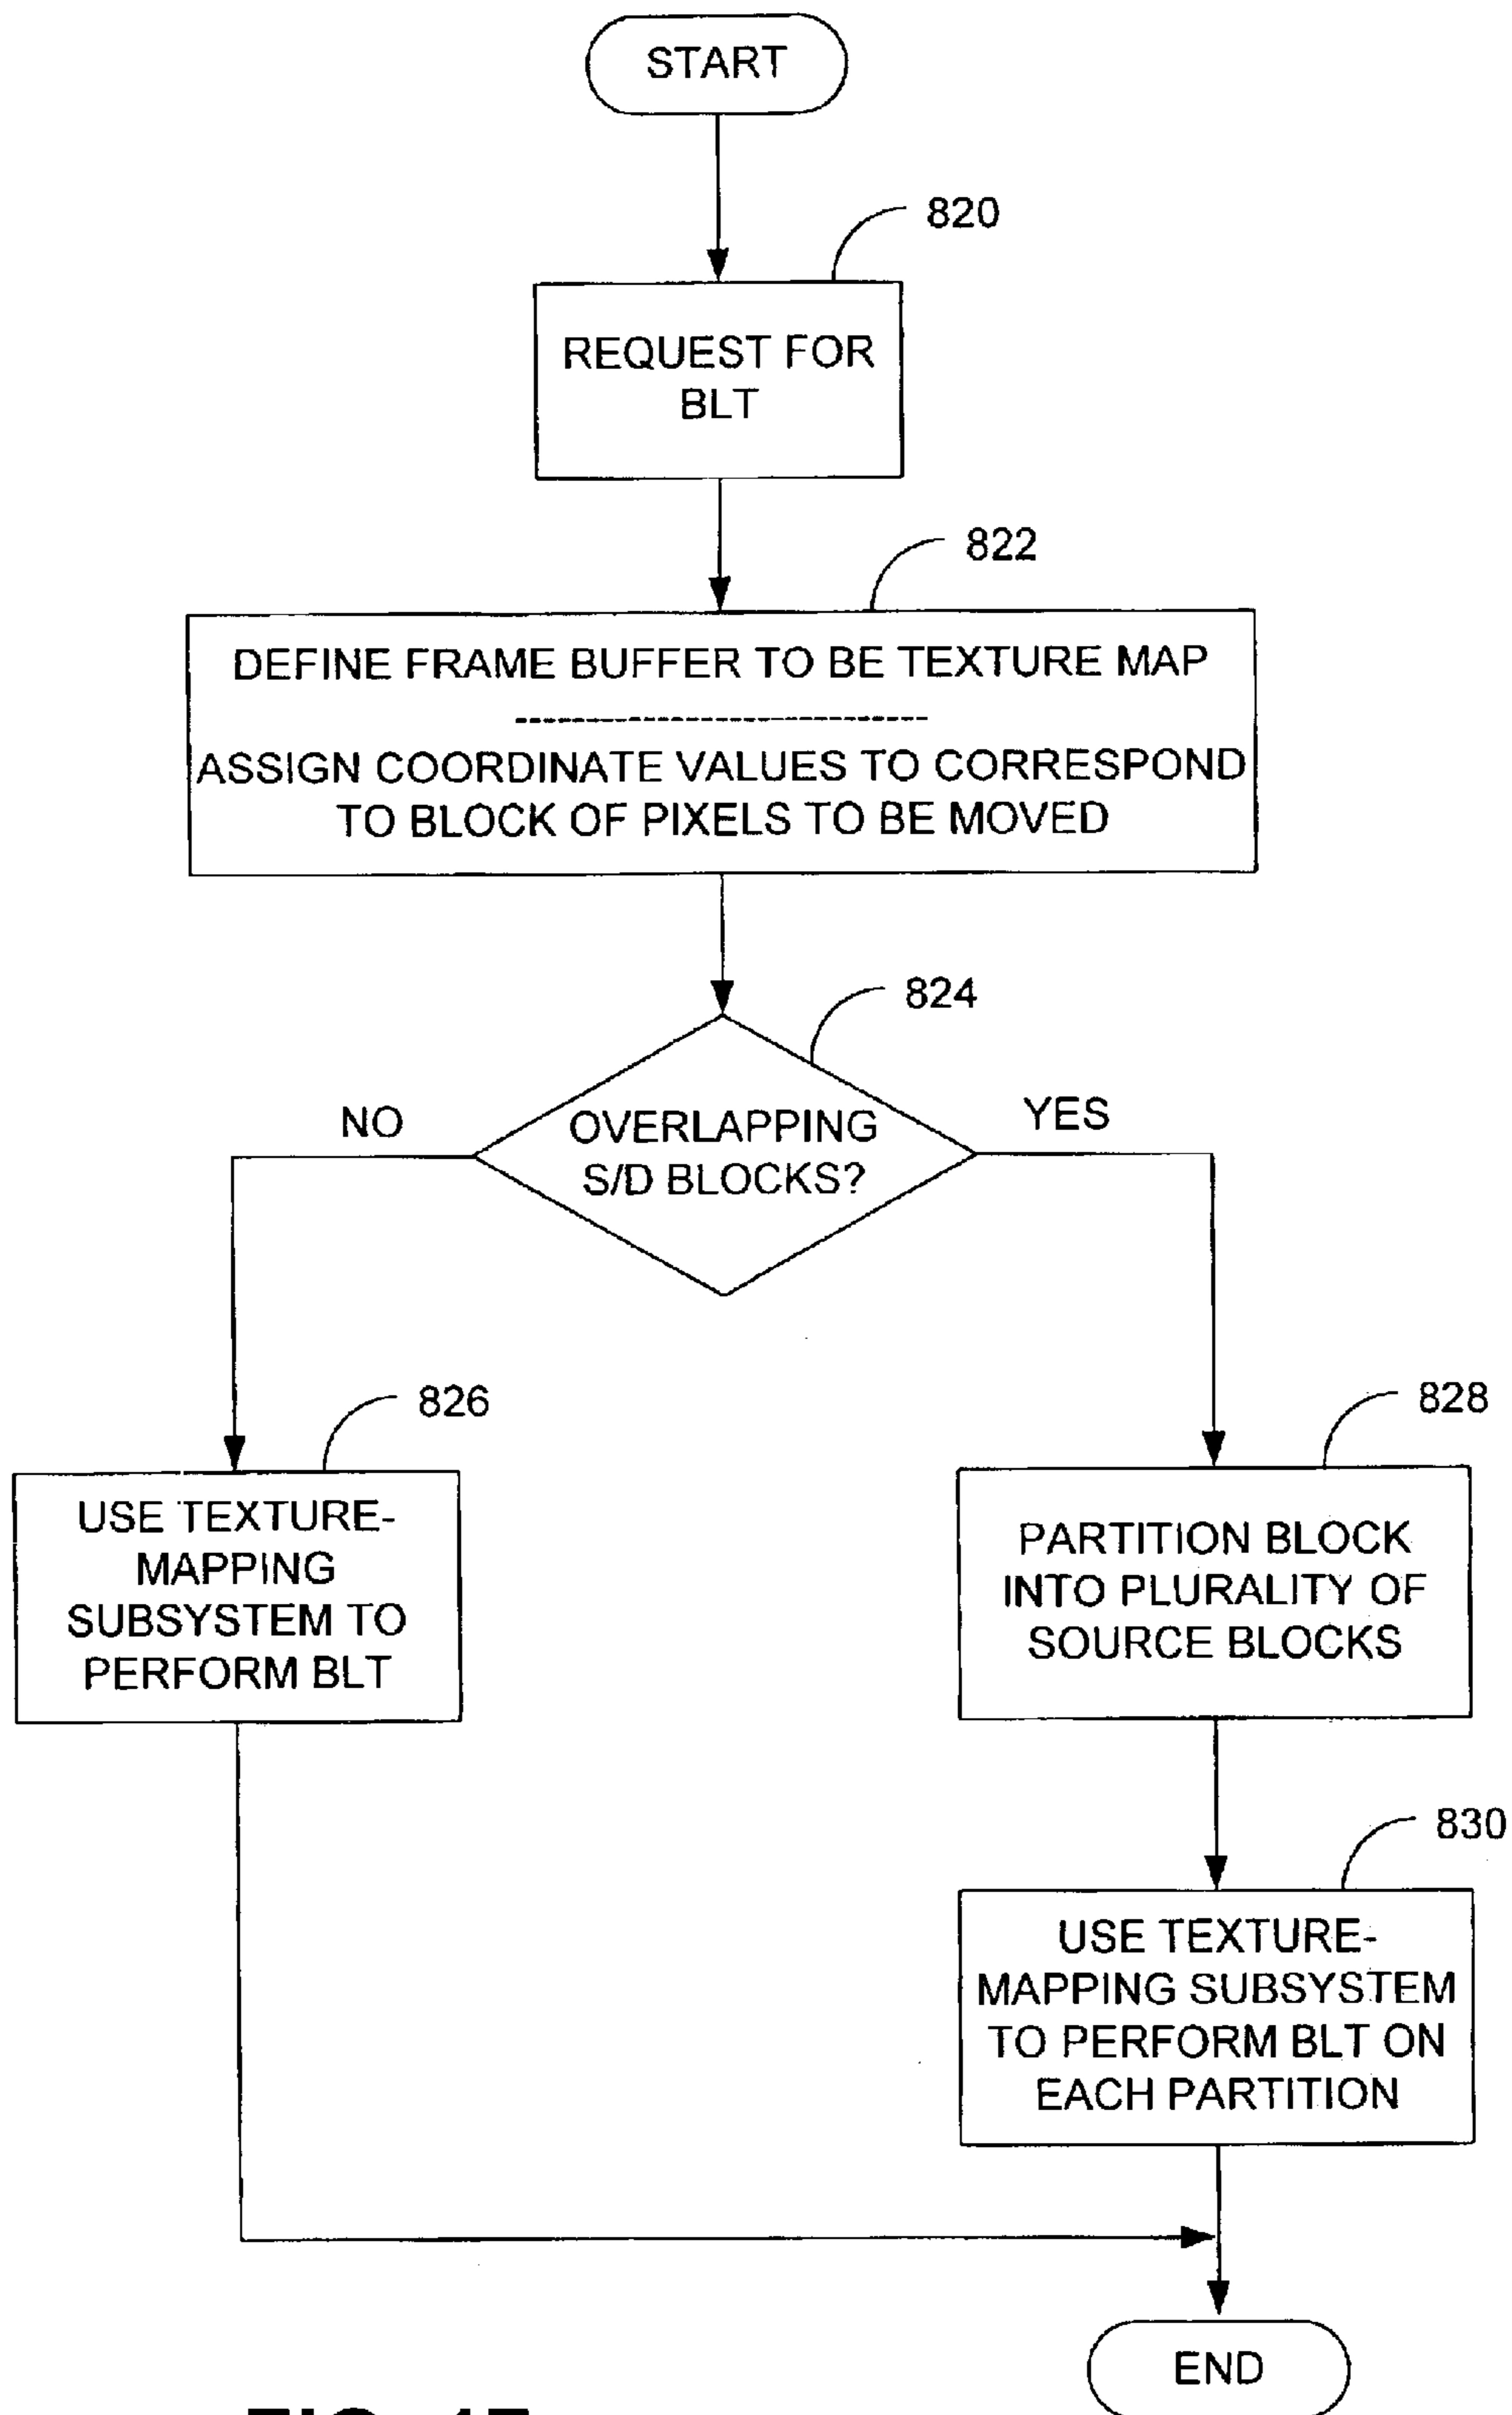 START
820
REQUEST FOR
BLT
822
DEFINE FRAME BUFFER TO BE TEXTURE MAP
ASSIGN COORDINATE VALUES TO CORRESPOND
TO BLOCK OF PIXELS TO BE MOVED
824
NO
OVERLAPPING
S/D BLOCKS?
YES
826
USE TEXTURE-
MAPPING
SUBSYSTEM TO
PERFORM BLT
828
PARTITION BLOCK
INTO PLURALITY OF
SOURCE BLOCKS
830
USE TEXTURE-
MAPPING SUBSYSTEM
TO PERFORM BLT ON
EACH PARTITION
END